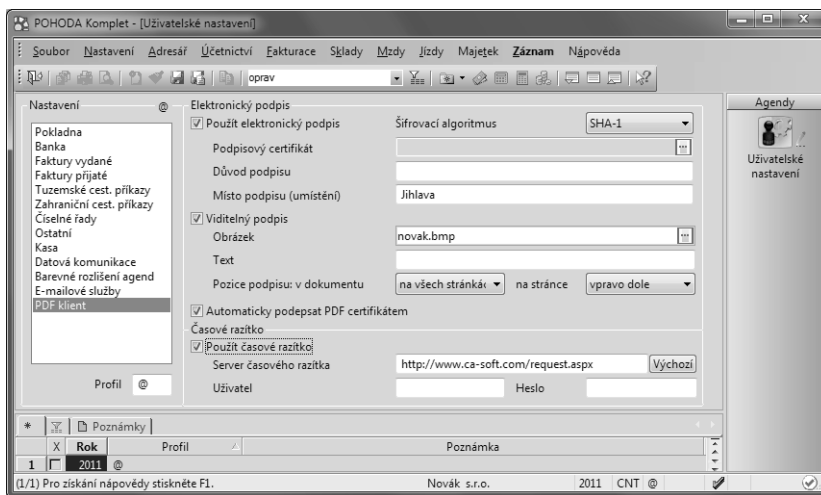 POHODA Komplet - [Uživatelské nastavení]
Soubor Nastavení Adresář Účetnictví Fakturace Sklady Mzdy Jízdy Majetek Záznam Nápověda
oprav
Nastavení @
Pokladna
Banka
Faktury vydané
Faktury přijaté
Tuzemské cest. příkazy
Zahraniční cest. příkazy
Číselné řady
Ostatní
Kasa
Datová komunikace
Barevné rozlišení agend
E-mailové služby
PDF klient
Profil @
Elektronický podpis
Použít elektronický podpis Šifrovací algoritmus SHA-1
Podpisový certifikát
Důvod podpisu
Místo podpisu (umístění) Jihlava
Viditelný podpis
Obrázek novak.bmp
Text
Pozice podpisu: v dokumentu na všech stránkác na stránce vpravo dole
Automaticky podepsat PDF certifikátem
Časové razítko
Použít časové razítko
Server časového razítka http://www.ca-soft.com/request.aspx Výchozí
Uživatel Heslo
Agendy
Uživatelské
nastavení
* Poznámky
X Rok Profil Poznámka
1 2011 @
(1/1) Pro získání nápovědy stiskněte F1. Novák s.r.o. 2011 CNT @